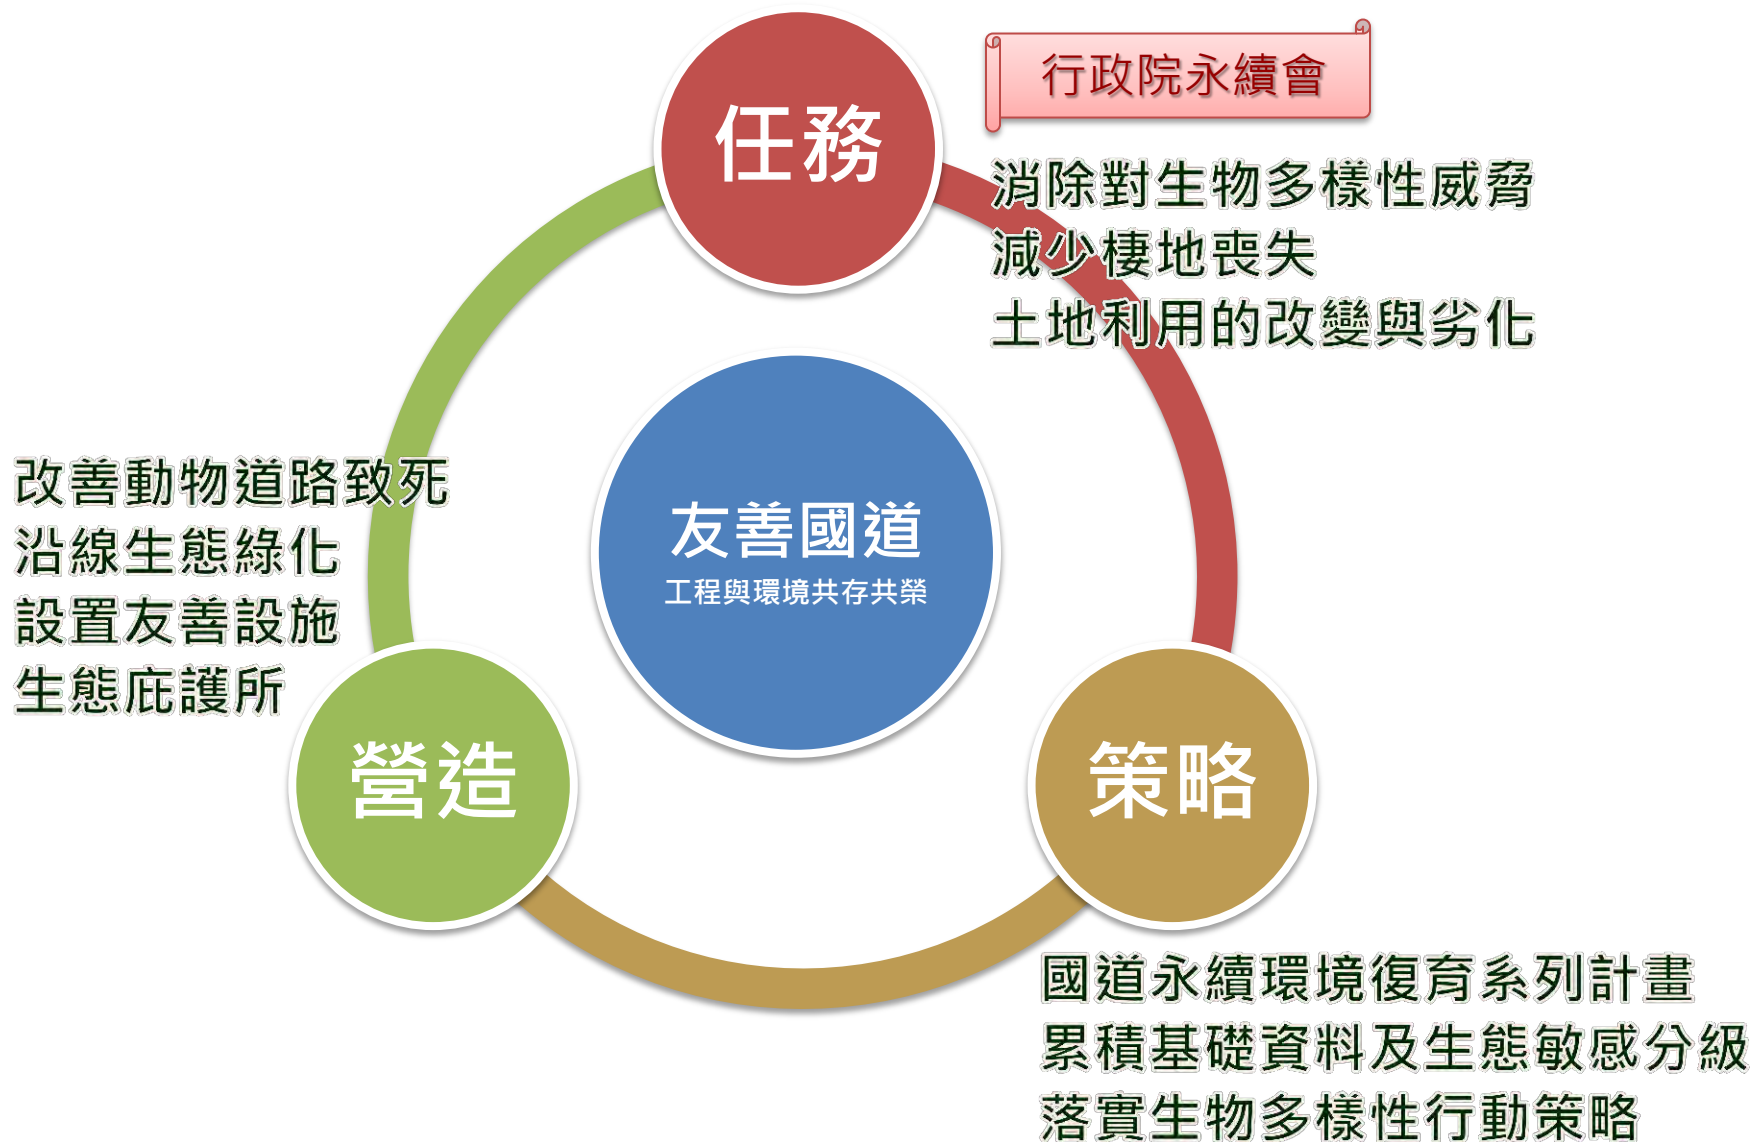 任務
行政院永續會
消除對生物多樣性威脅
減少棲地喪失
土地利用的改變與劣化
友善國道
工程與環境共存共榮
改善動物道路致死
沿線生態綠化
設置友善設施
生態庇護所
營造
策略
國道永續環境復育系列計畫
累積基礎資料及生態敏感分級
落實生物多樣性行動策略